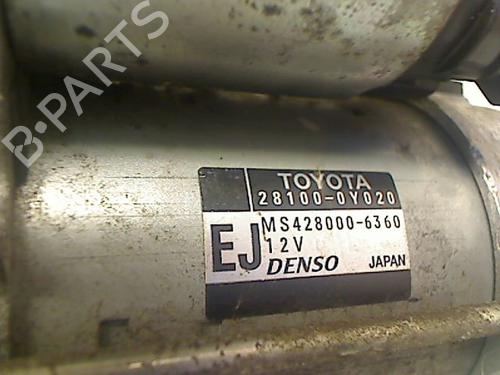 B·PARTS
TOYOTA
28100-0Y020
EJ
MS428000-6360
12V
DENSO JAPAN